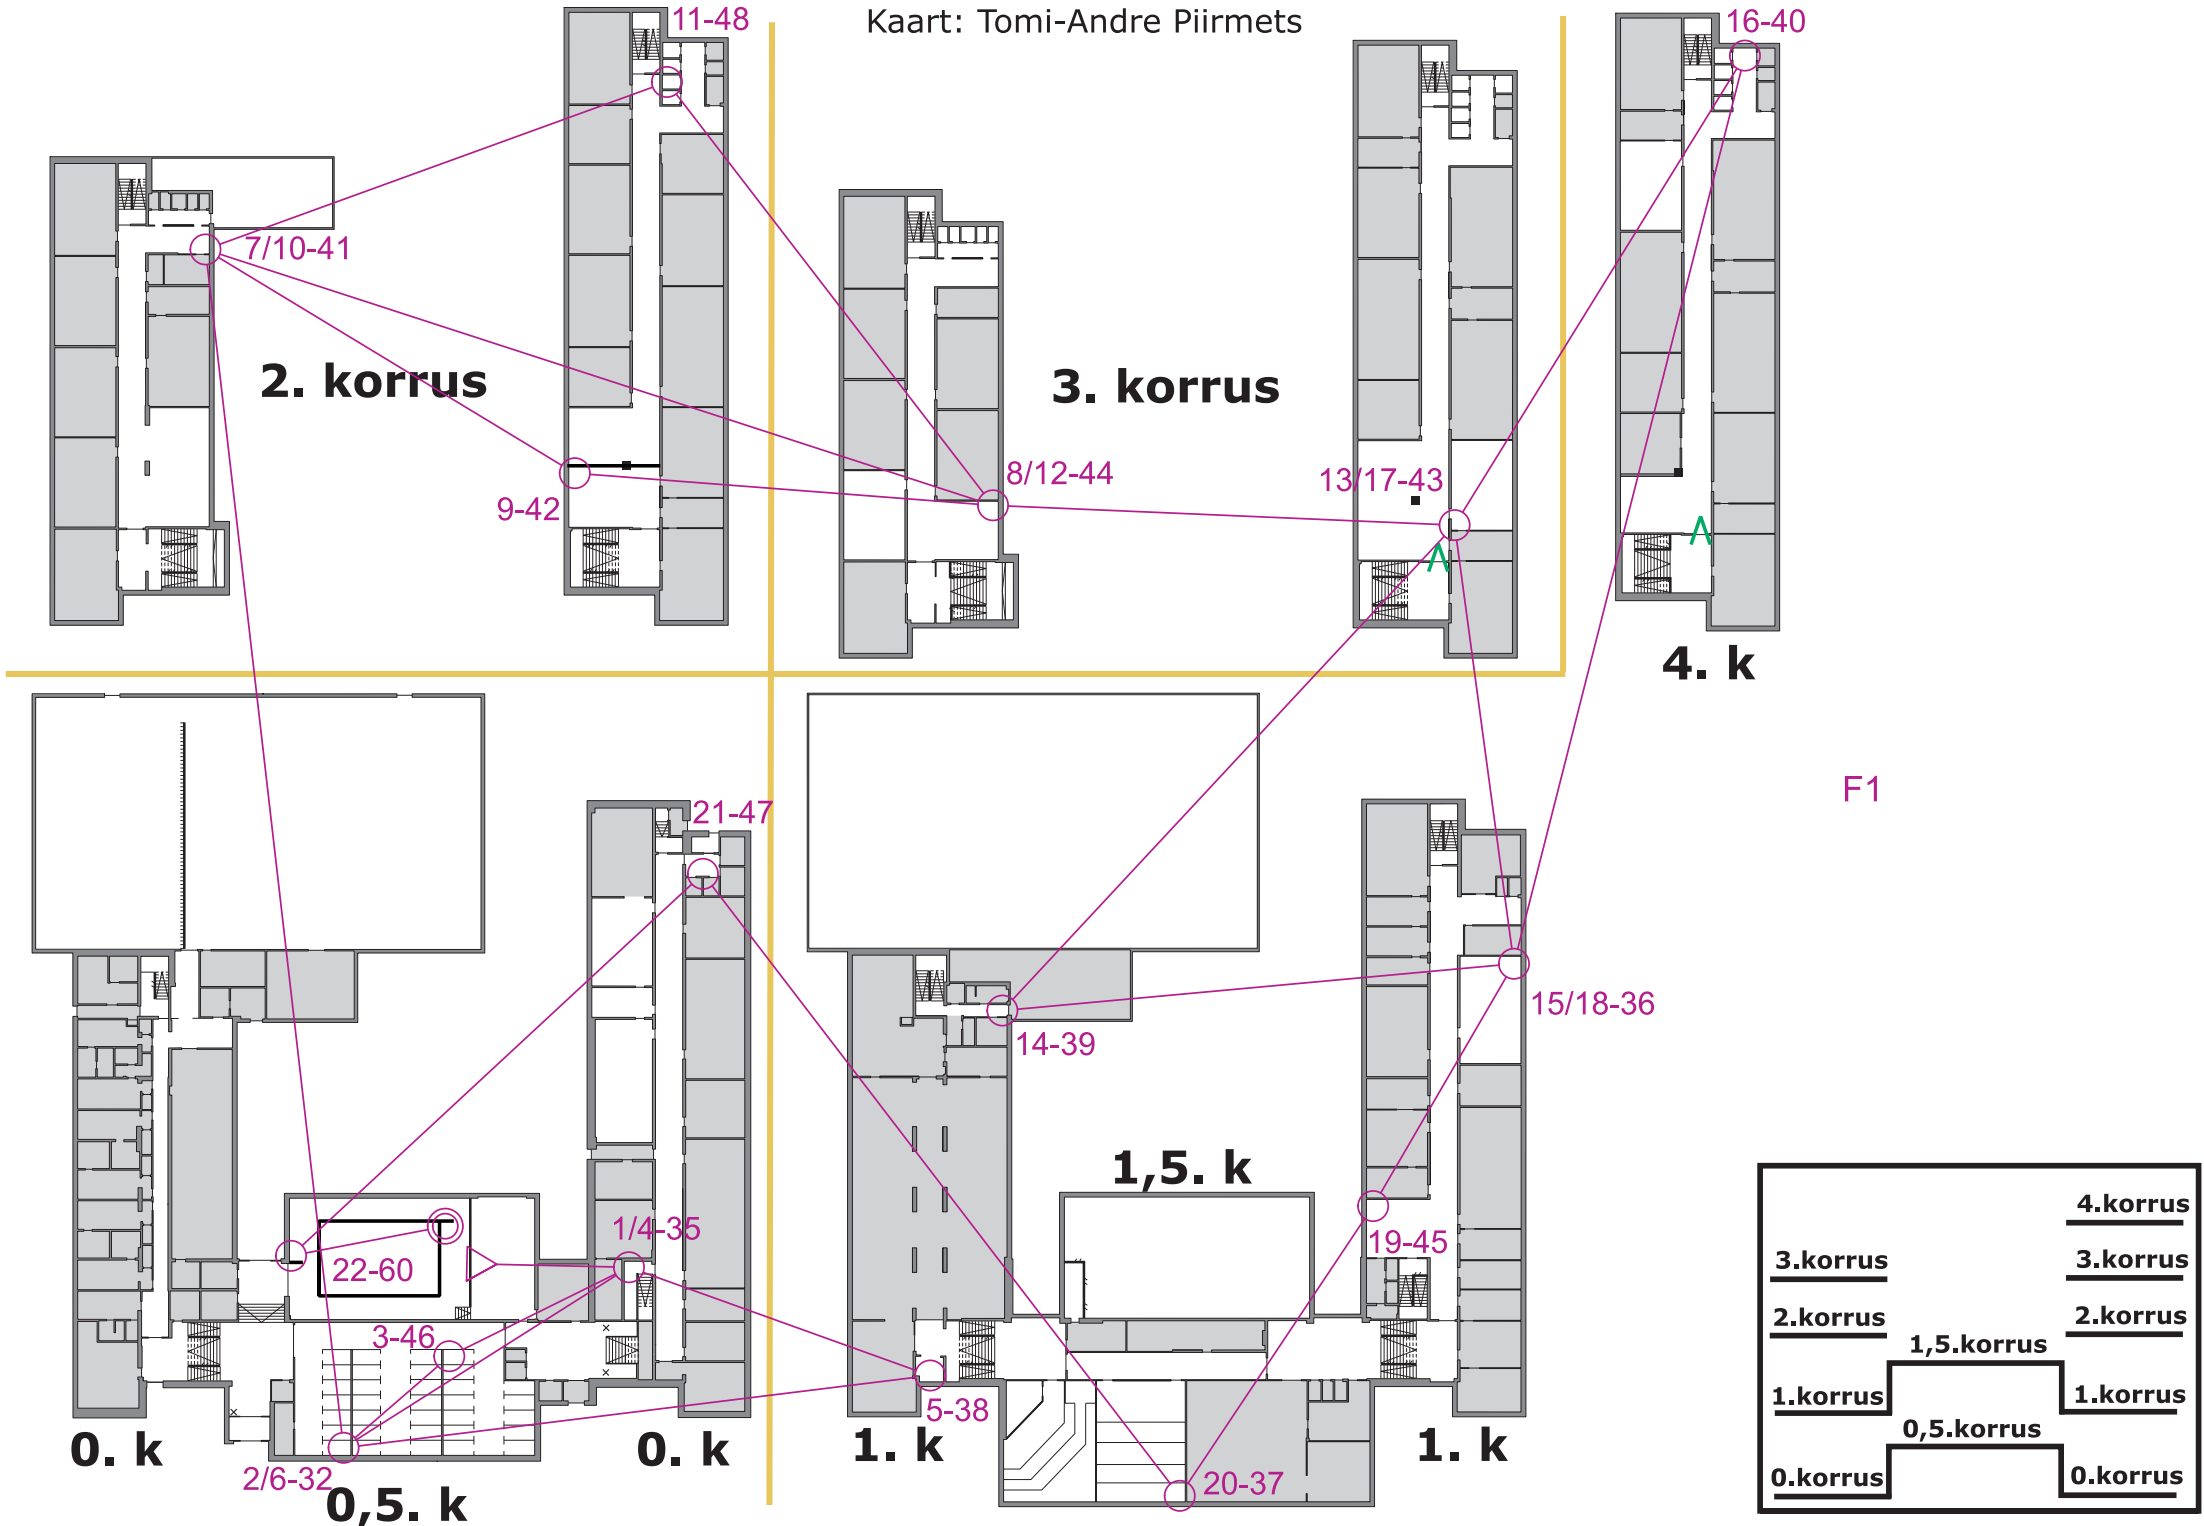 Kaart: Tomi-Andre Piirmets
11-48
16-40
7/10-41
2. korrus
3. korrus
9-42
8/12-44
13/17-43
4. k
F1
21-47
15/18-36
14-39
1,5. k
1/4-35
22-60
19-45
3-46
5-38
20-37
0. k
2/6-32
0,5. k
0. k
1. k
1. k
4.korrus
3.korrus
3.korrus
2.korrus
2.korrus
1,5.korrus
1.korrus
1.korrus
0,5.korrus
0.korrus
0.korrus